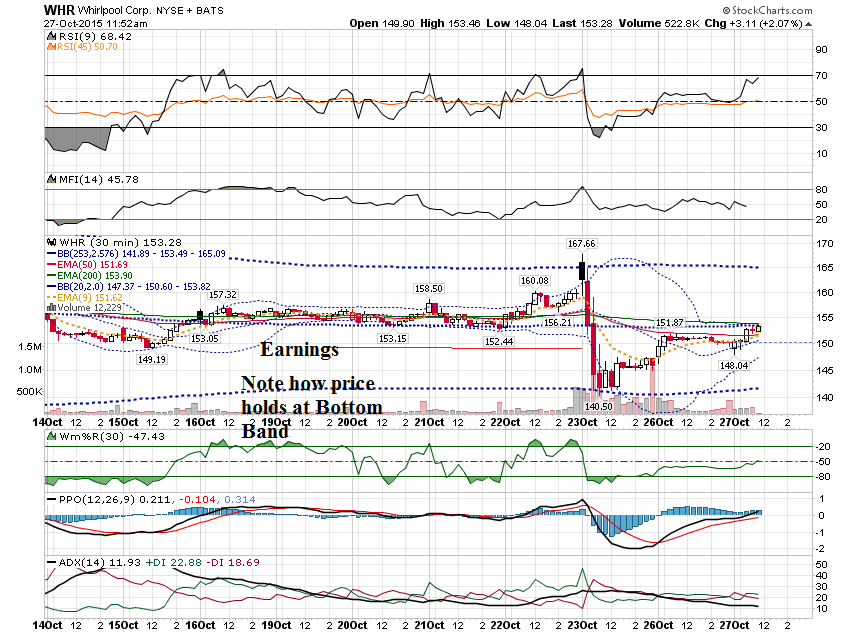 WHR Whirlpool Corp. NYSE + BATS
© StockCharts.com
27-Oct-2015 11:52am
Open 149.90 High 153.46 Low 148.04 Last 153.28 Volume 522.8K Chg +3.11 (+2.07%)
RSI(9) 68.42
RSI(45) 50.70
90
70
50
30
10
MFI(14) 45.78
80
50
20
WHR (30 min) 153.28
BB(253,2.576) 141.89 - 153.49 - 165.09
EMA(50) 151.69
EMA(200) 153.90
BB(20,2.0) 147.37 - 150.60 - 153.82
EMA(9) 151.62
Volume 12,229
167.66
160.08
158.50
157.32
156.21
153.05
153.15
152.44
151.87
149.19
148.04
140.50
170
165
160
155
150
145
140
1.5M
1.0M
500K
Earnings
Note how price
holds at Bottom
Band
14Oct 12 2 15Oct 12 2 16Oct 12 2 19Oct 12 2 20Oct 12 2 21Oct 12 2 22Oct 12 2 23Oct 12 2 26Oct 12 2 27Oct 12 2
Wm%R(30) -47.43
-20
-50
-80
PPO(12,26,9) 0.211, -0.104, 0.314
1
0
-1
-2
ADX(14) 11.93 +DI 22.88 -DI 18.69
50
40
30
20
10
14Oct 12 2 15Oct 12 2 16Oct 12 2 19Oct 12 2 20Oct 12 2 21Oct 12 2 22Oct 12 2 23Oct 12 2 26Oct 12 2 27Oct 12 2